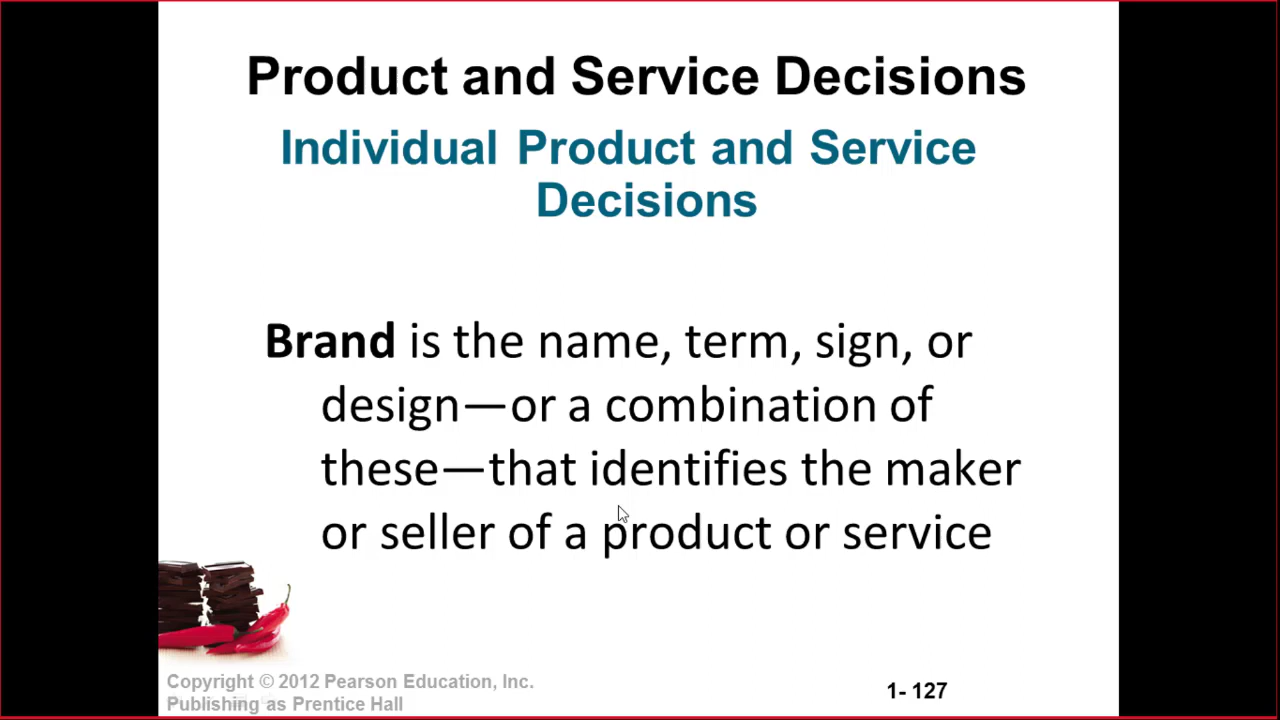 Product and Service Decisions
Individual Product and Service
Decisions
Brand is the name, term, sign, or
design—or a combination of
these—that identifies the maker
or seller of a product or service
Copyright © 2012 Pearson Education, Inc.
Publishing as Prentice Hall
1- 127